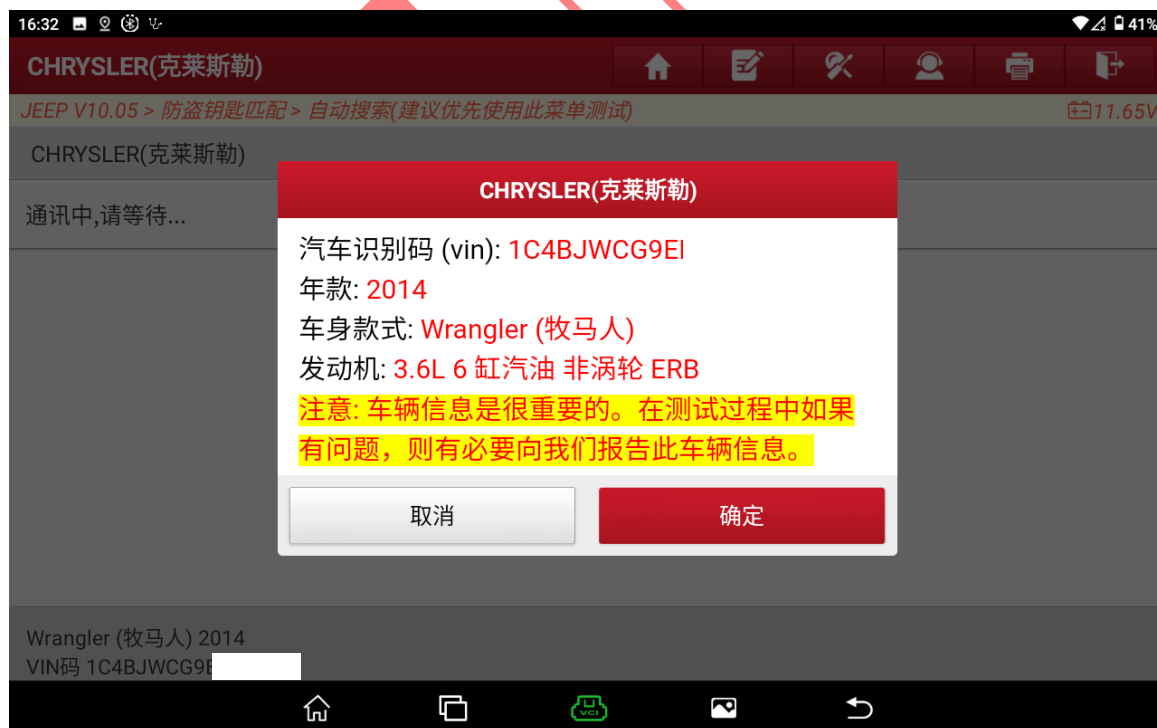 16:32
41%
CHRYSLER(克莱斯勒)
JEEP V10.05 > 防盗钥匙匹配 > 自动搜索(建议优先使用此菜单测试)
11.65V
CHRYSLER(克莱斯勒)
通讯中,请等待...
CHRYSLER(克莱斯勒)
汽车识别码 (vin): 1C4BJWCG9EI
年款: 2014
车身款式: Wrangler (牧马人)
发动机: 3.6L 6 缸汽油 非涡轮 ERB
注意: 车辆信息是很重要的。在测试过程中如果
有问题，则有必要向我们报告此车辆信息。
取消
确定
Wrangler (牧马人) 2014
VIN码 1C4BJWCG9E
VCI